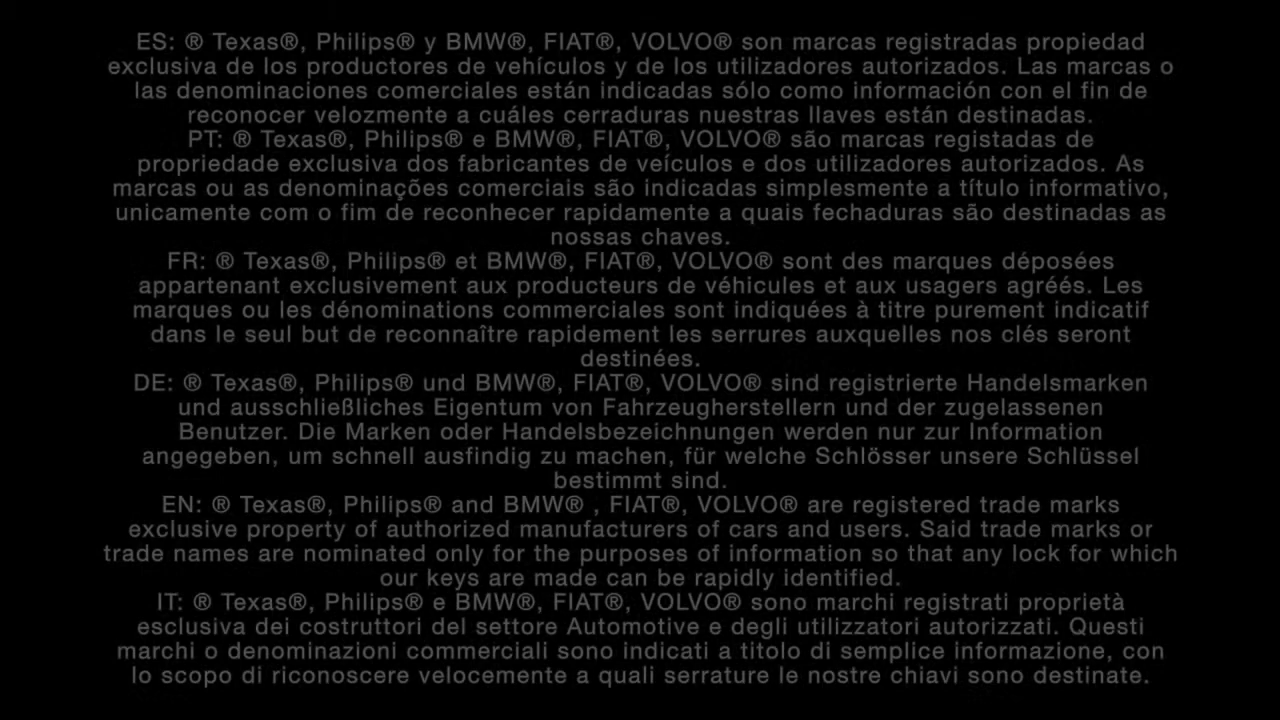 ES: ® Texas®, Philips® y BMW®, FIAT®, VOLVO® son marcas registradas propiedad
exclusiva de los productores de vehículos y de los utilizadores autorizados. Las marcas o
las denominaciones comerciales están indicadas sólo como información con el fin de
reconocer velozmente a cuáles cerraduras nuestras llaves están destinadas.
PT: ® Texas®, Philips® e BMW®, FIAT®, VOLVO® são marcas registadas de
propriedade exclusiva dos fabricantes de veículos e dos utilizadores autorizados. As
marcas ou as denominações comerciais são indicadas simplesmente a título informativo,
unicamente com o fim de reconhecer rapidamente a quais fechaduras são destinadas as
nossas chaves.
FR: ® Texas®, Philips® et BMW®, FIAT®, VOLVO® sont des marques déposées
appartenant exclusivement aux producteurs de véhicules et aux usagers agréés. Les
marques ou les dénominations commerciales sont indiquées à titre purement indicatif
dans le seul but de reconnaître rapidement les serrures auxquelles nos clés seront
destinées.
DE: ® Texas®, Philips® und BMW®, FIAT®, VOLVO® sind registrierte Handelsmarken
und ausschließliches Eigentum von Fahrzeugherstellern und der zugelassenen
Benutzer. Die Marken oder Handelsbezeichnungen werden nur zur Information
angegeben, um schnell ausfindig zu machen, für welche Schlösser unsere Schlüssel
bestimmt sind.
EN: ® Texas®, Philips® and BMW® , FIAT®, VOLVO® are registered trade marks
exclusive property of authorized manufacturers of cars and users. Said trade marks or
trade names are nominated only for the purposes of information so that any lock for which
our keys are made can be rapidly identified.
IT: ® Texas®, Philips® e BMW®, FIAT®, VOLVO® sono marchi registrati proprietà
esclusiva dei costruttori del settore Automotive e degli utilizzatori autorizzati. Questi
marchi o denominazioni commerciali sono indicati a titolo di semplice informazione, con
lo scopo di riconoscere velocemente a quali serrature le nostre chiavi sono destinate.